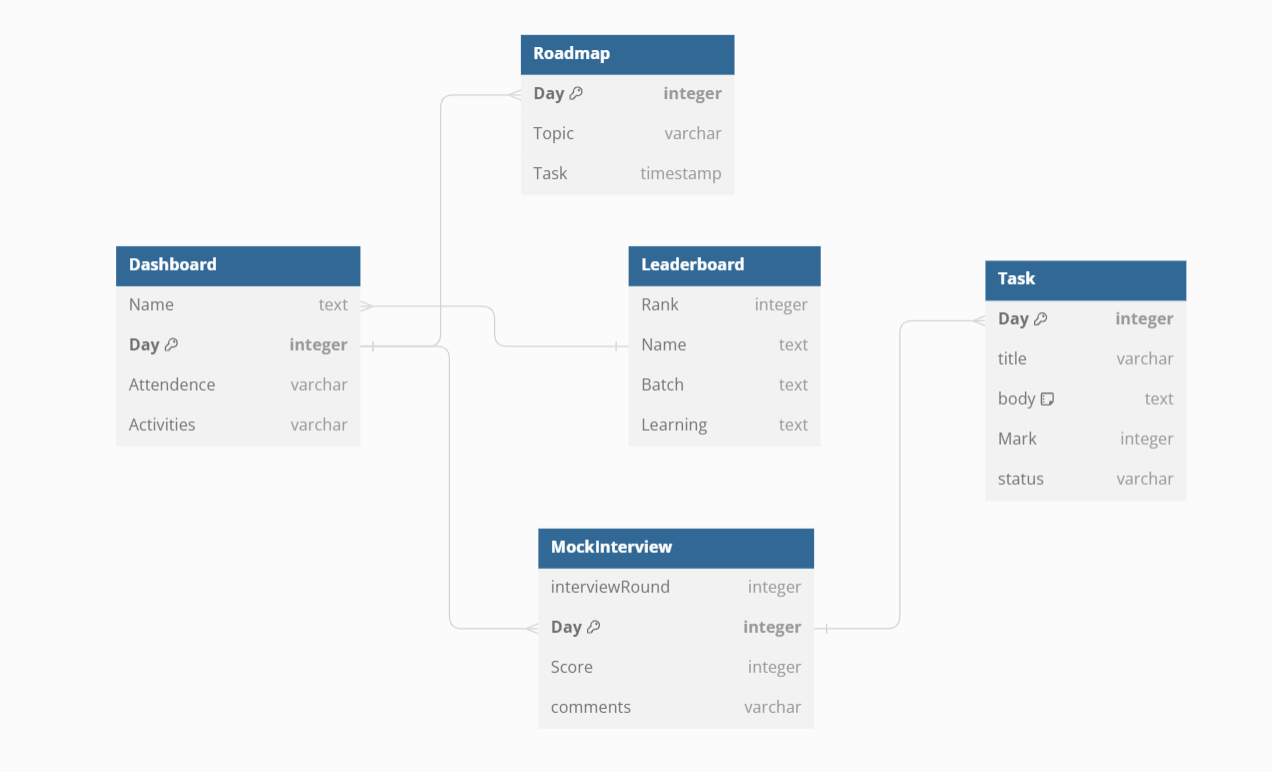 Roadmap
Day integer
Topic varchar
Task timestamp
Dashboard
Name text
Day integer
Attendence varchar
Activities varchar
Leaderboard
Rank integer
Name text
Batch text
Learning text
Task
Day integer
title varchar
body text
Mark integer
status varchar
MockInterview
interviewRound integer
Day integer
Score integer
comments varchar